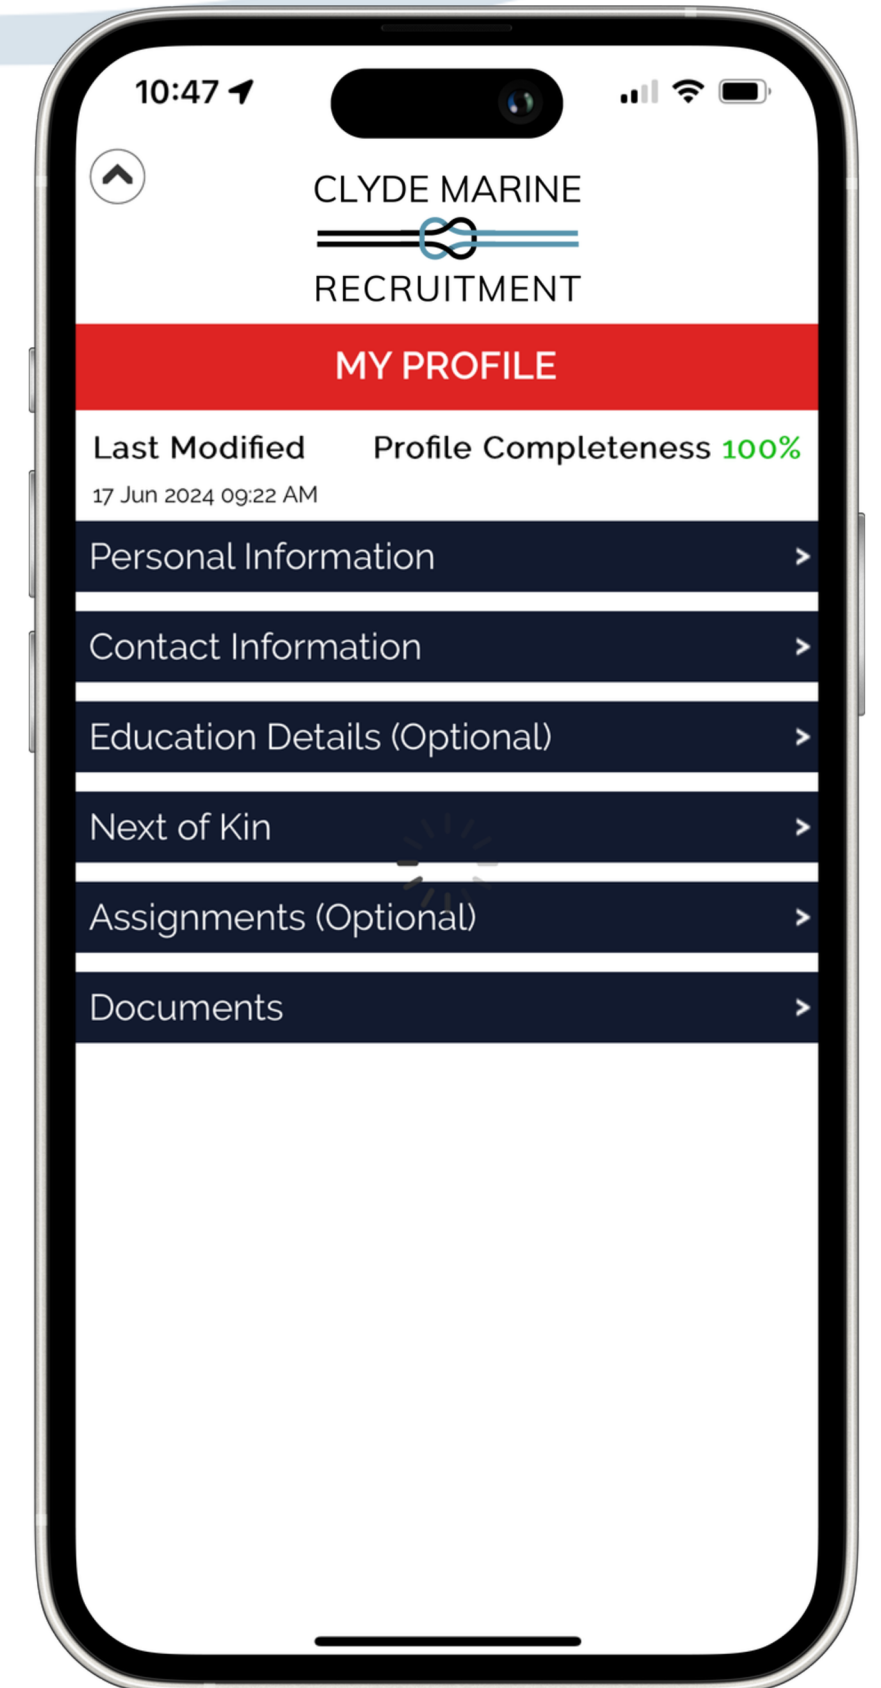 10:47
CLYDE MARINE
RECRUITMENT
MY PROFILE
Last Modified Profile Completeness 100%
17 Jun 2024 09:22 AM
Personal Information >
Contact Information >
Education Details (Optional) >
Next of Kin >
Assignments (Optional) >
Documents >